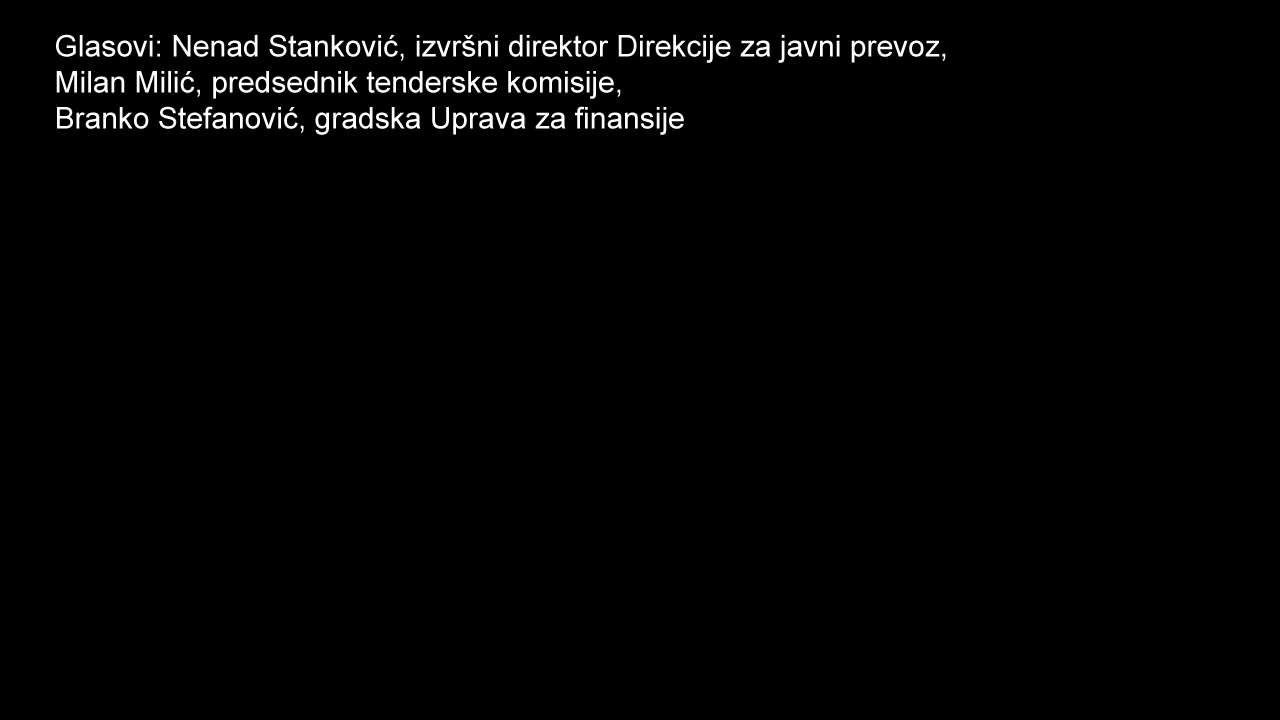 Glasovi: Nenad Stanković, izvršni direktor Direkcije za javni prevoz,
Milan Milić, predsednik tenderske komisije,
Branko Stefanović, gradska Uprava za finansije